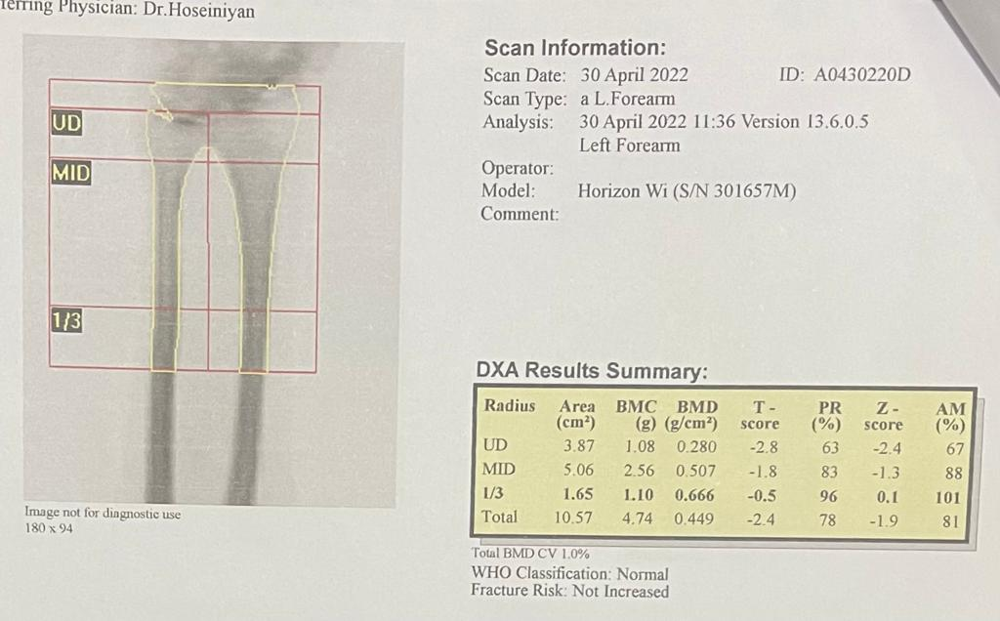 Physician: Dr.Hoseiniyan
UD
MID
1/3
Image not for diagnostic use
180 x 94
Scan Information:
Scan Date: 30 April 2022 ID: A0430220D
Scan Type: a L.Forearm
Analysis: 30 April 2022 11:36 Version 13.6.0.5
Left Forearm
Operator:
Model: Horizon Wi (S/N 301657M)
Comment:
DXA Results Summary:
Radius Area BMC BMD T - PR Z - AM
(cm²) (g) (g/cm²) score (%) score (%)
UD 3.87 1.08 0.280 -2.8 63 -2.4 67
MID 5.06 2.56 0.507 -1.8 83 -1.3 88
1/3 1.65 1.10 0.666 -0.5 96 0.1 101
Total 10.57 4.74 0.449 -2.4 78 -1.9 81
Total BMD CV 1.0%
WHO Classification: Normal
Fracture Risk: Not Increased